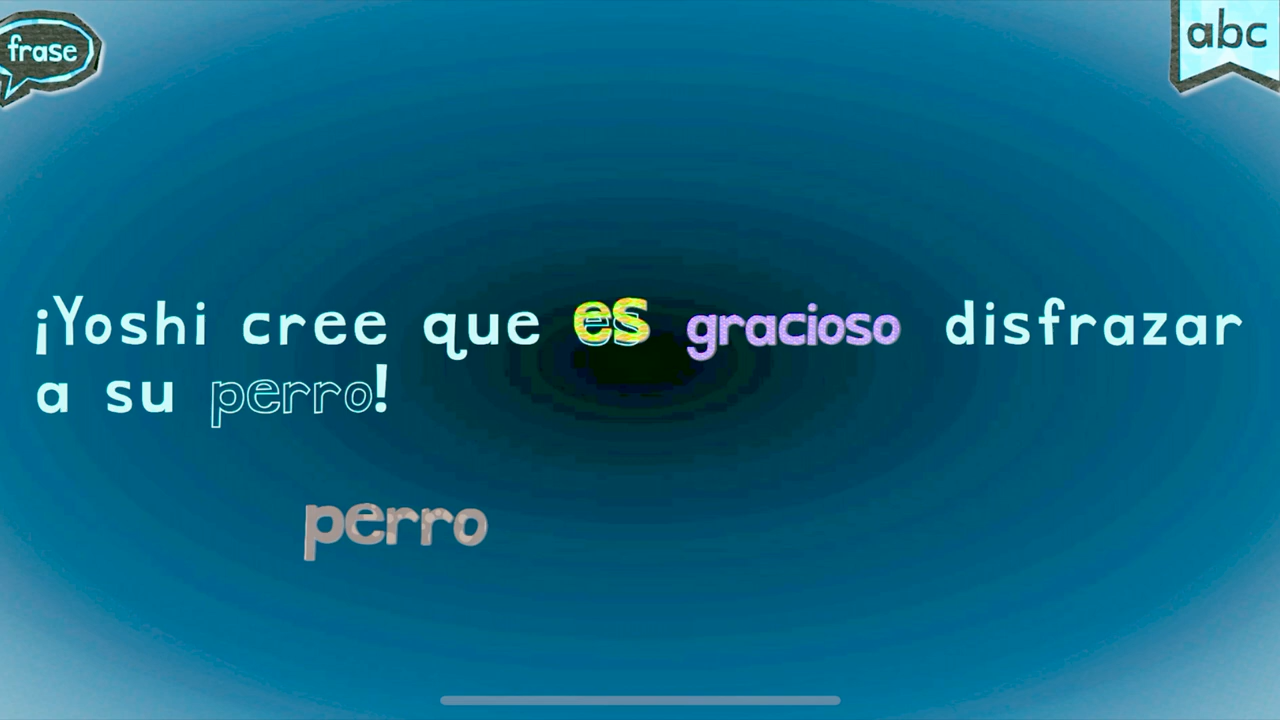 frase
abc
¡Yoshi cree que es gracioso disfrazar
a su perro!
perro